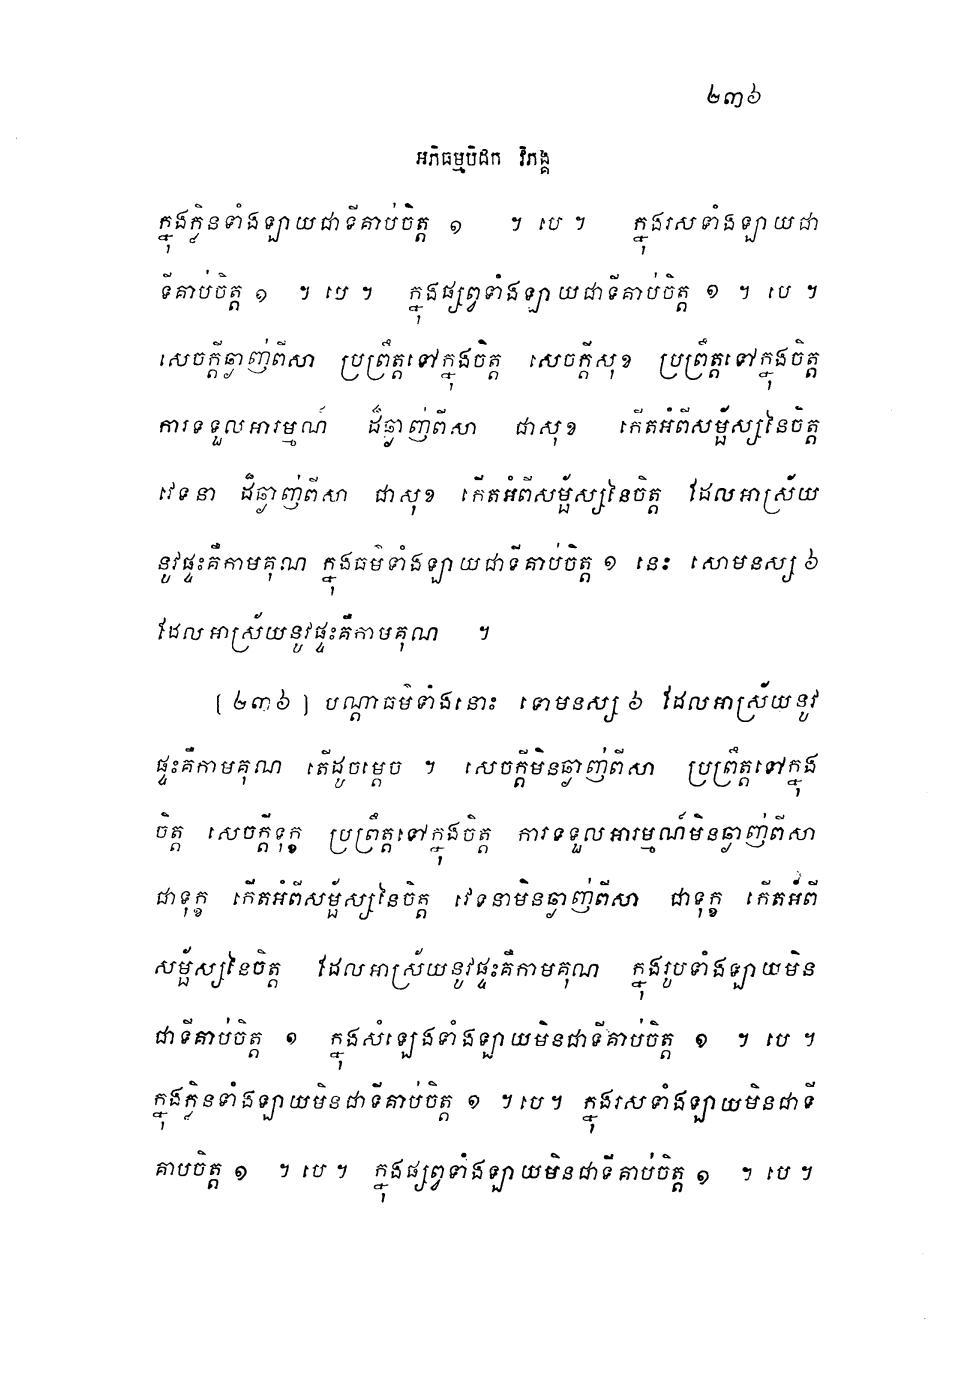 ២៣៦
អភិធម្មបិដក វិភង្គ
ក្នុងក្លិនទាំងឡាយជាទីគាប់ចិត្ត ១ ។ បេ ។ ក្នុងរសទាំងឡាយជា
ទីគាប់ចិត្ត ១ ។ បេ ។ ក្នុងផ្សព្វទាំងឡាយជាទីគាប់ចិត្ត ១ ។ បេ ។
សេចក្តីឆ្ងាញ់ពីសា ប្រព្រឹត្តទៅក្នុងចិត្ត សេចក្តីសុខ ប្រព្រឹត្តទៅក្នុងចិត្ត
ការទទួលអារម្មណ៍ ដ៏ឆ្ងាញ់ពីសា ជាសុខ កើតអំពីសម្ផ័ស្សនៃចិត្ត
វេទនា ដ៏ឆ្ងាញ់ពីសា ជាសុខ កើតអំពីសម្ផ័ស្សនៃចិត្ត ដែលអាស្រ័យ
នូវផ្ទះគឺកាមគុណ ក្នុងធម៌ទាំងឡាយជាទីគាប់ចិត្ត ១ នេះ សោមនស្ស ៦
ដែលអាស្រ័យនូវផ្ទះគឺកាមគុណ ។
[ ២៣៦ ] បណ្តាធម៌ទាំងនោះ ទោមនស្ស ៦ ដែលអាស្រ័យនូវ
ផ្ទះគឺកាមគុណ តើដូចម្តេច ។ សេចក្តីមិនឆ្ងាញ់ពីសា ប្រព្រឹត្តទៅក្នុង
ចិត្ត សេចក្តីទុក្ខ ប្រព្រឹត្តទៅក្នុងចិត្ត ការទទួលអារម្មណ៍មិនឆ្ងាញ់ពីសា
ជាទុក្ខ កើតអំពីសម្ផ័ស្សនៃចិត្ត វេទនាមិនឆ្ងាញ់ពីសា ជាទុក្ខ កើតអំពី
សម្ផ័ស្សនៃចិត្ត ដែលអាស្រ័យនូវផ្ទះគឺកាមគុណ ក្នុងរូបទាំងឡាយមិន
ជាទីគាប់ចិត្ត ១ ក្នុងសំឡេងទាំងឡាយមិនជាទីគាប់ចិត្ត ១ ។ បេ ។
ក្នុងក្លិនទាំងឡាយមិនជាទីគាប់ចិត្ត ១ ។ បេ ។ ក្នុងរសទាំងឡាយមិនជាទី
គាបចិត្ត ១ ។ បេ ។ ក្នុងផ្សព្វទាំងឡាយមិនជាទីគាប់ចិត្ត ១ ។ បេ ។